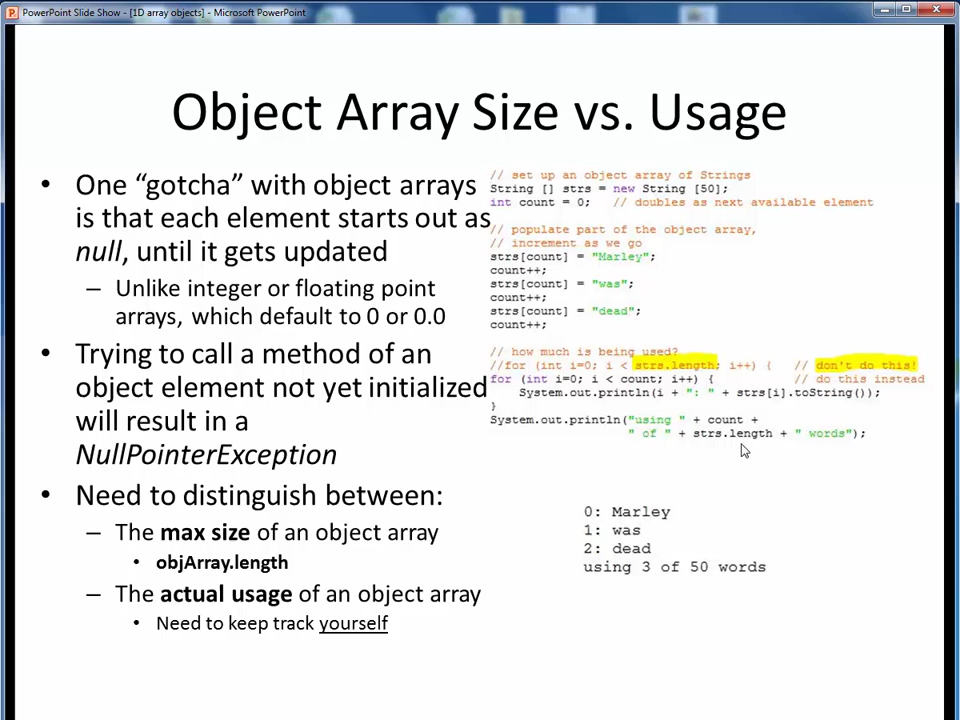 PowerPoint Slide Show - [1D array objects] - Microsoft PowerPoint
Object Array Size vs. Usage
• One “gotcha” with object arrays
is that each element starts out as
null, until it gets updated
– Unlike integer or floating point
arrays, which default to 0 or 0.0
• Trying to call a method of an
object element not yet initialized
will result in a
NullPointerException
• Need to distinguish between:
– The max size of an object array
• objArray.length
– The actual usage of an object array
• Need to keep track yourself
// set up an object array of Strings
String [] strs = new String [50];
int count = 0;   // doubles as next available element
// populate part of the object array,
// increment as we go
strs[count] = "Marley";
count++;
strs[count] = "was";
count++;
strs[count] = "dead";
count++;
// how much is being used?
//for (int i=0; i < strs.length; i++) {   // don't do this!
for (int i=0; i < count; i++) {           // do this instead
    System.out.println(i + ": " + strs[i].toString());
}
System.out.println("using " + count +
                   " of " + strs.length + " words");
0: Marley
1: was
2: dead
using 3 of 50 words